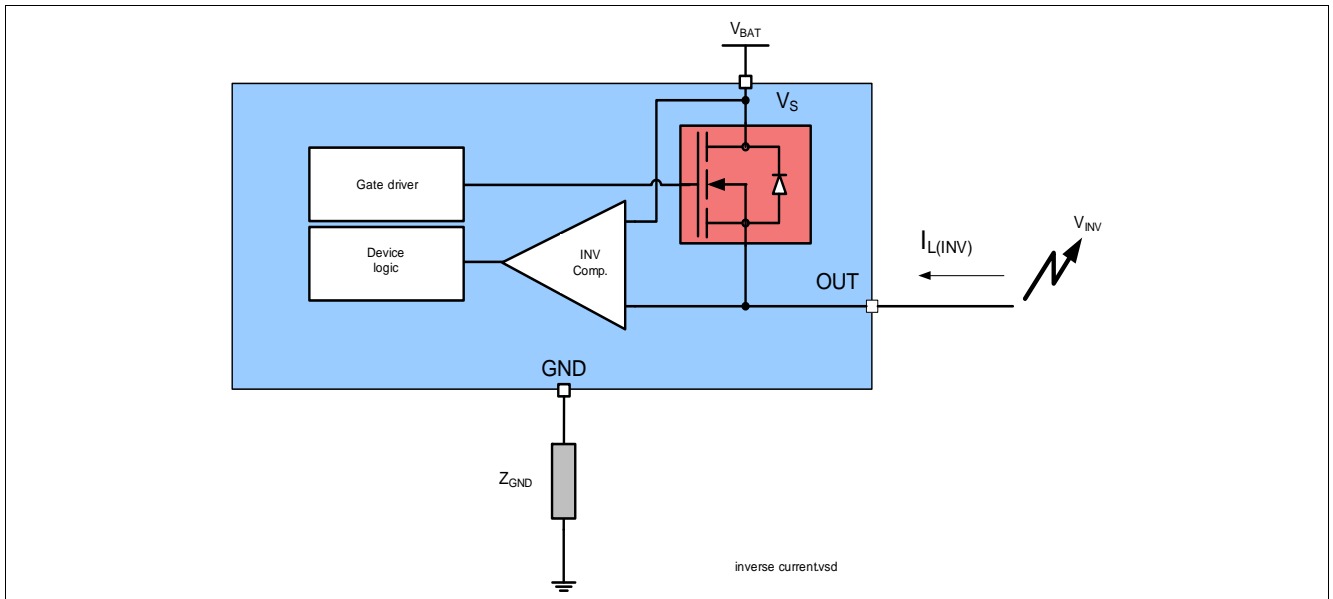 VBAT
VS
Gate driver
Device
logic
INV
Comp.
IL(INV)
VINV
OUT
GND
ZGND
inverse current.vsd